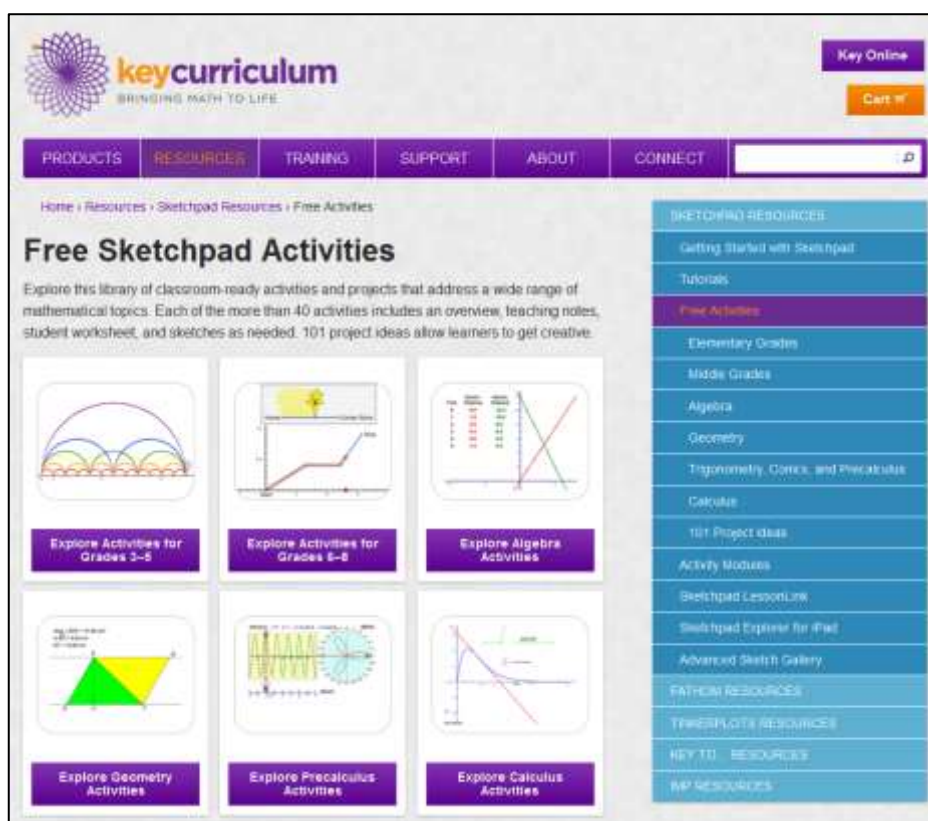 keycurriculum
BRINGING MATH TO LIFE
Key Online
Cart
PRODUCTS RESOURCES TRAINING SUPPORT ABOUT CONNECT
Home › Resources › Sketchpad Resources › Free Activities
Free Sketchpad Activities
Explore this library of classroom-ready activities and projects that address a wide range of
mathematical topics. Each of the more than 40 activities includes an overview, teaching notes,
student worksheet, and sketches as needed. 101 project ideas allow learners to get creative.
Explore Activities for
Grades 3–5
Explore Activities for
Grades 6–8
Explore Algebra
Activities
Explore Geometry
Activities
Explore Precalculus
Activities
Explore Calculus
Activities
SKETCHPAD RESOURCES
Getting Started with Sketchpad
Tutorials
Free Activities
Elementary Grades
Middle Grades
Algebra
Geometry
Trigonometry, Conics, and Precalculus
Calculus
101 Project Ideas
Activity Modules
Sketchpad LessonLink
Sketchpad Explorer for iPad
Advanced Sketch Gallery
FATHOM RESOURCES
TINKERPLOTS RESOURCES
KEY TO... RESOURCES
IMP RESOURCES